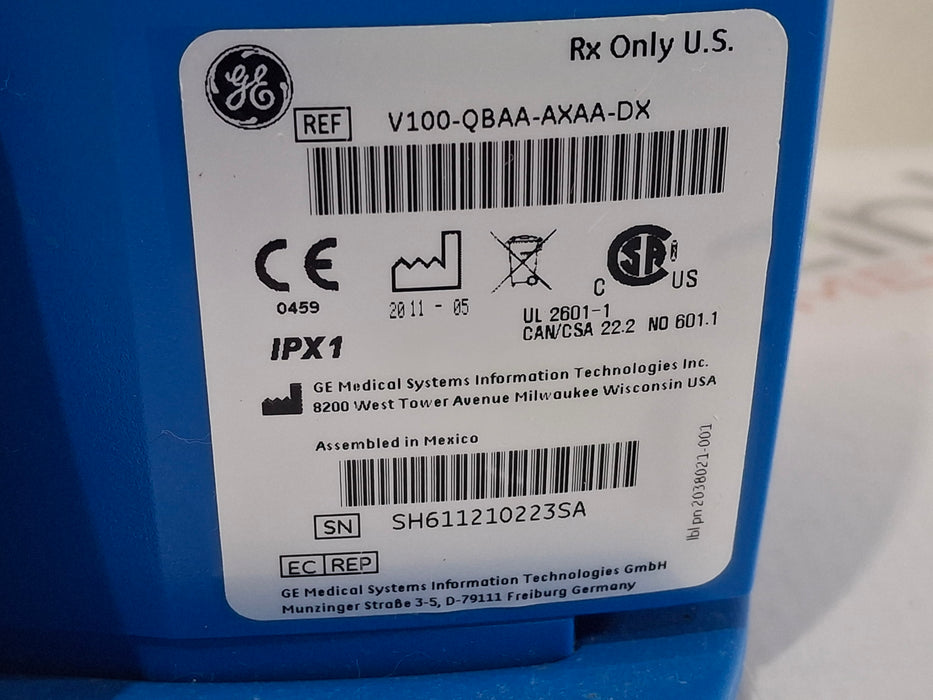 Rx Only U.S.
GE
REF V100-QBAA-AXAA-DX
CE
0459
2011-05
CSA
C US
UL 2601-1
CAN/CSA 22.2 NO 601.1
IPX1
GE Medical Systems Information Technologies Inc.
8200 West Tower Avenue Milwaukee Wisconsin USA
Assembled in Mexico
SN SH611210223SA
EC REP
GE Medical Systems Information Technologies GmbH
Munzinger Straße 3-5, D-79111 Freiburg Germany
lbl pn 2038021-001